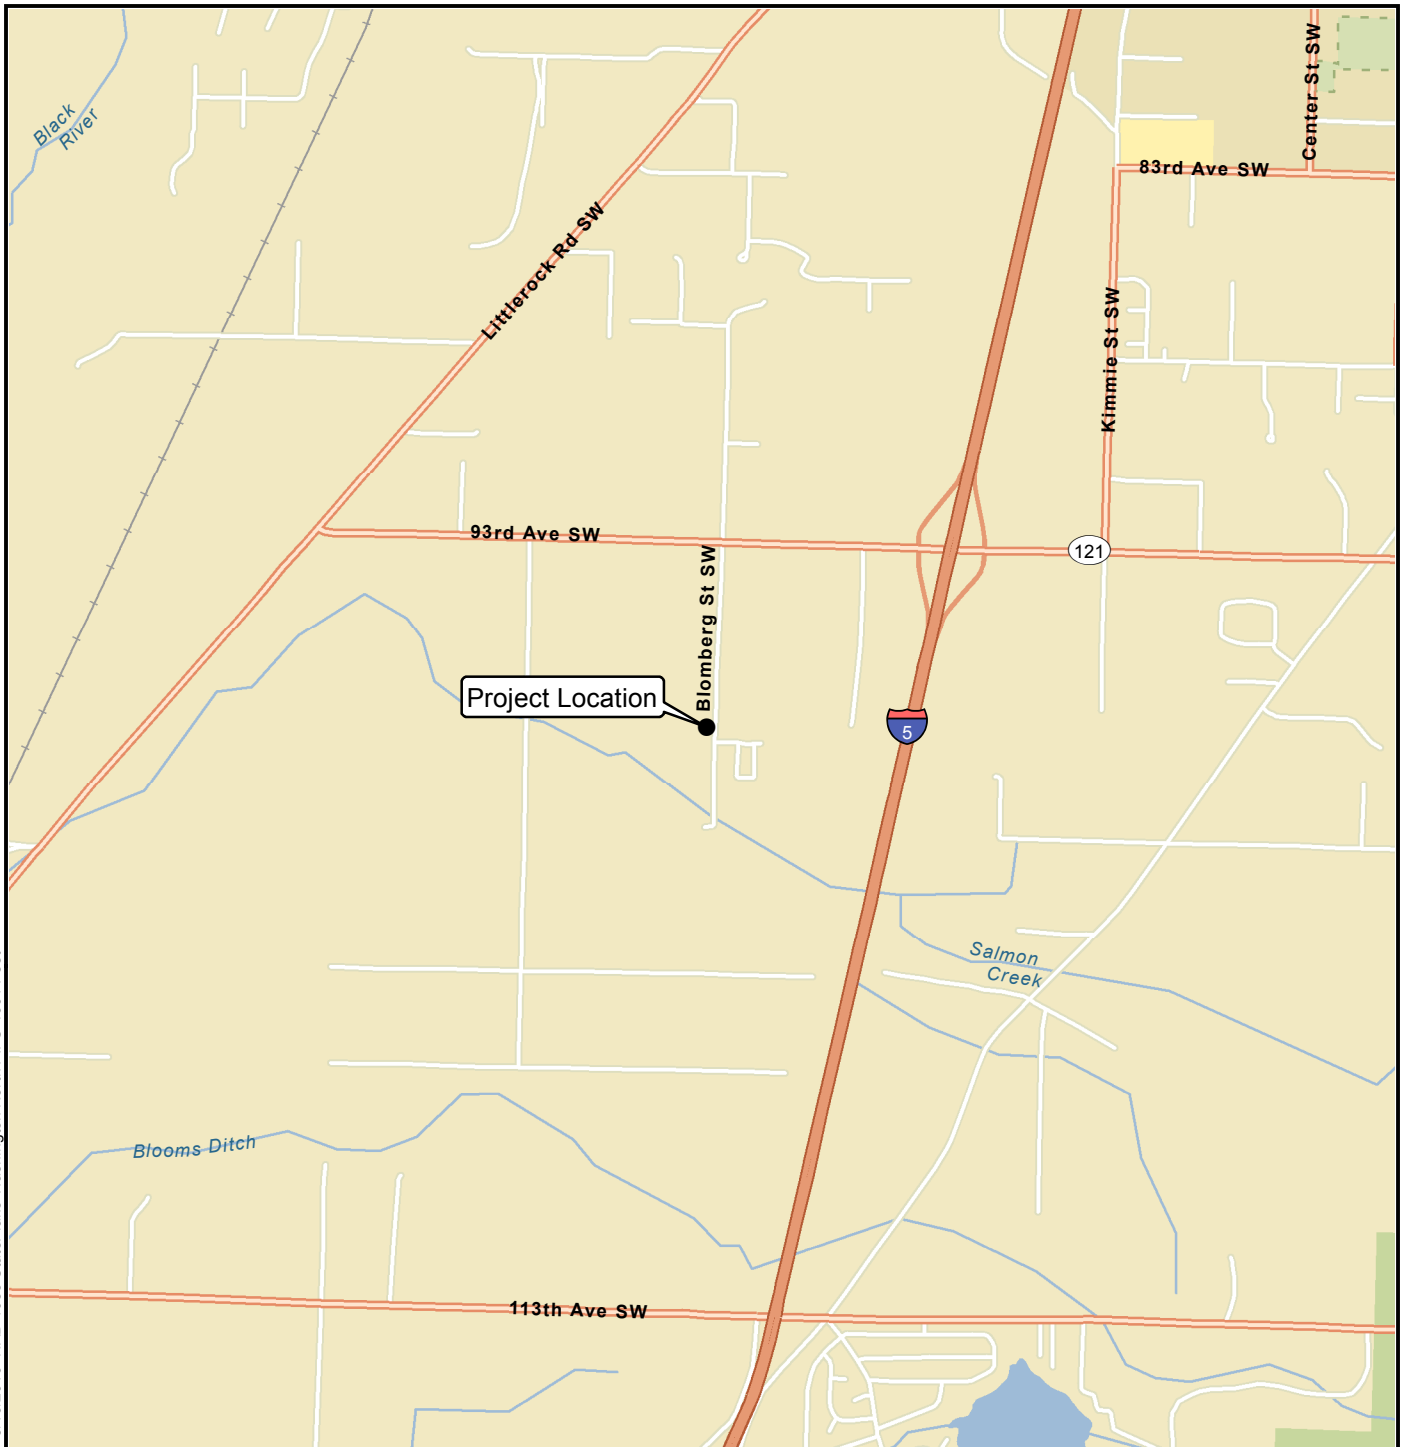 Black
River
Center St SW
83rd Ave SW
Littlerock Rd SW
Kimmie St SW
93rd Ave SW
121
Blomberg St SW
Project Location
5
Salmon
Creek
Blooms Ditch
113th Ave SW